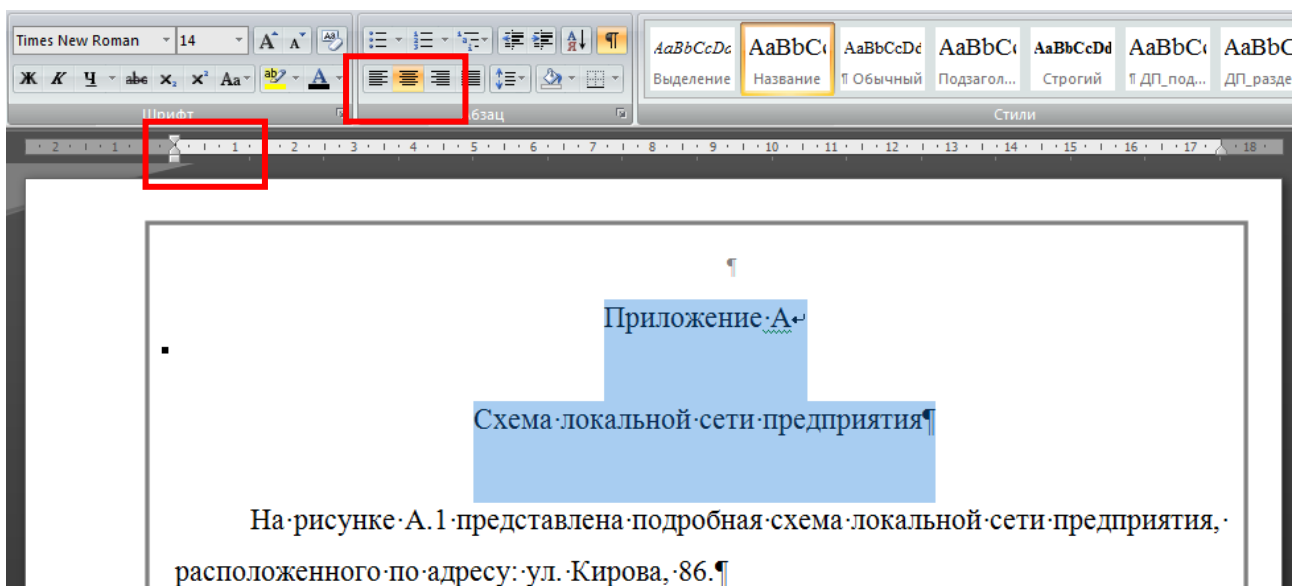 Times New Roman 14
Ж К Ч abc x₂ x² Aa ab А
Шрифт
бзац
AaBbCcDc AaBbC AaBbCcDd AaBbC AaBbCcDd AaBbC AaBbC
Выделение Название ¶ Обычный Подзагол... Строгий ¶ ДП_под... ДП_разде
Стили
2 1 1 2 3 4 5 6 7 8 9 10 11 12 13 14 15 16 17 18
¶
Приложение·А↵
Схема·локальной·сети·предприятия¶
На·рисунке·А.1·представлена·подробная·схема·локальной·сети·предприятия,·
расположенного·по·адресу:·ул.·Кирова,·86.¶